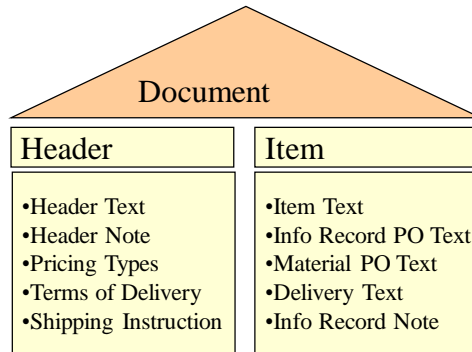 Document
Header
Item
•Header Text
•Header Note
•Pricing Types
•Terms of Delivery
•Shipping Instruction
•Item Text
•Info Record PO Text
•Material PO Text
•Delivery Text
•Info Record Note